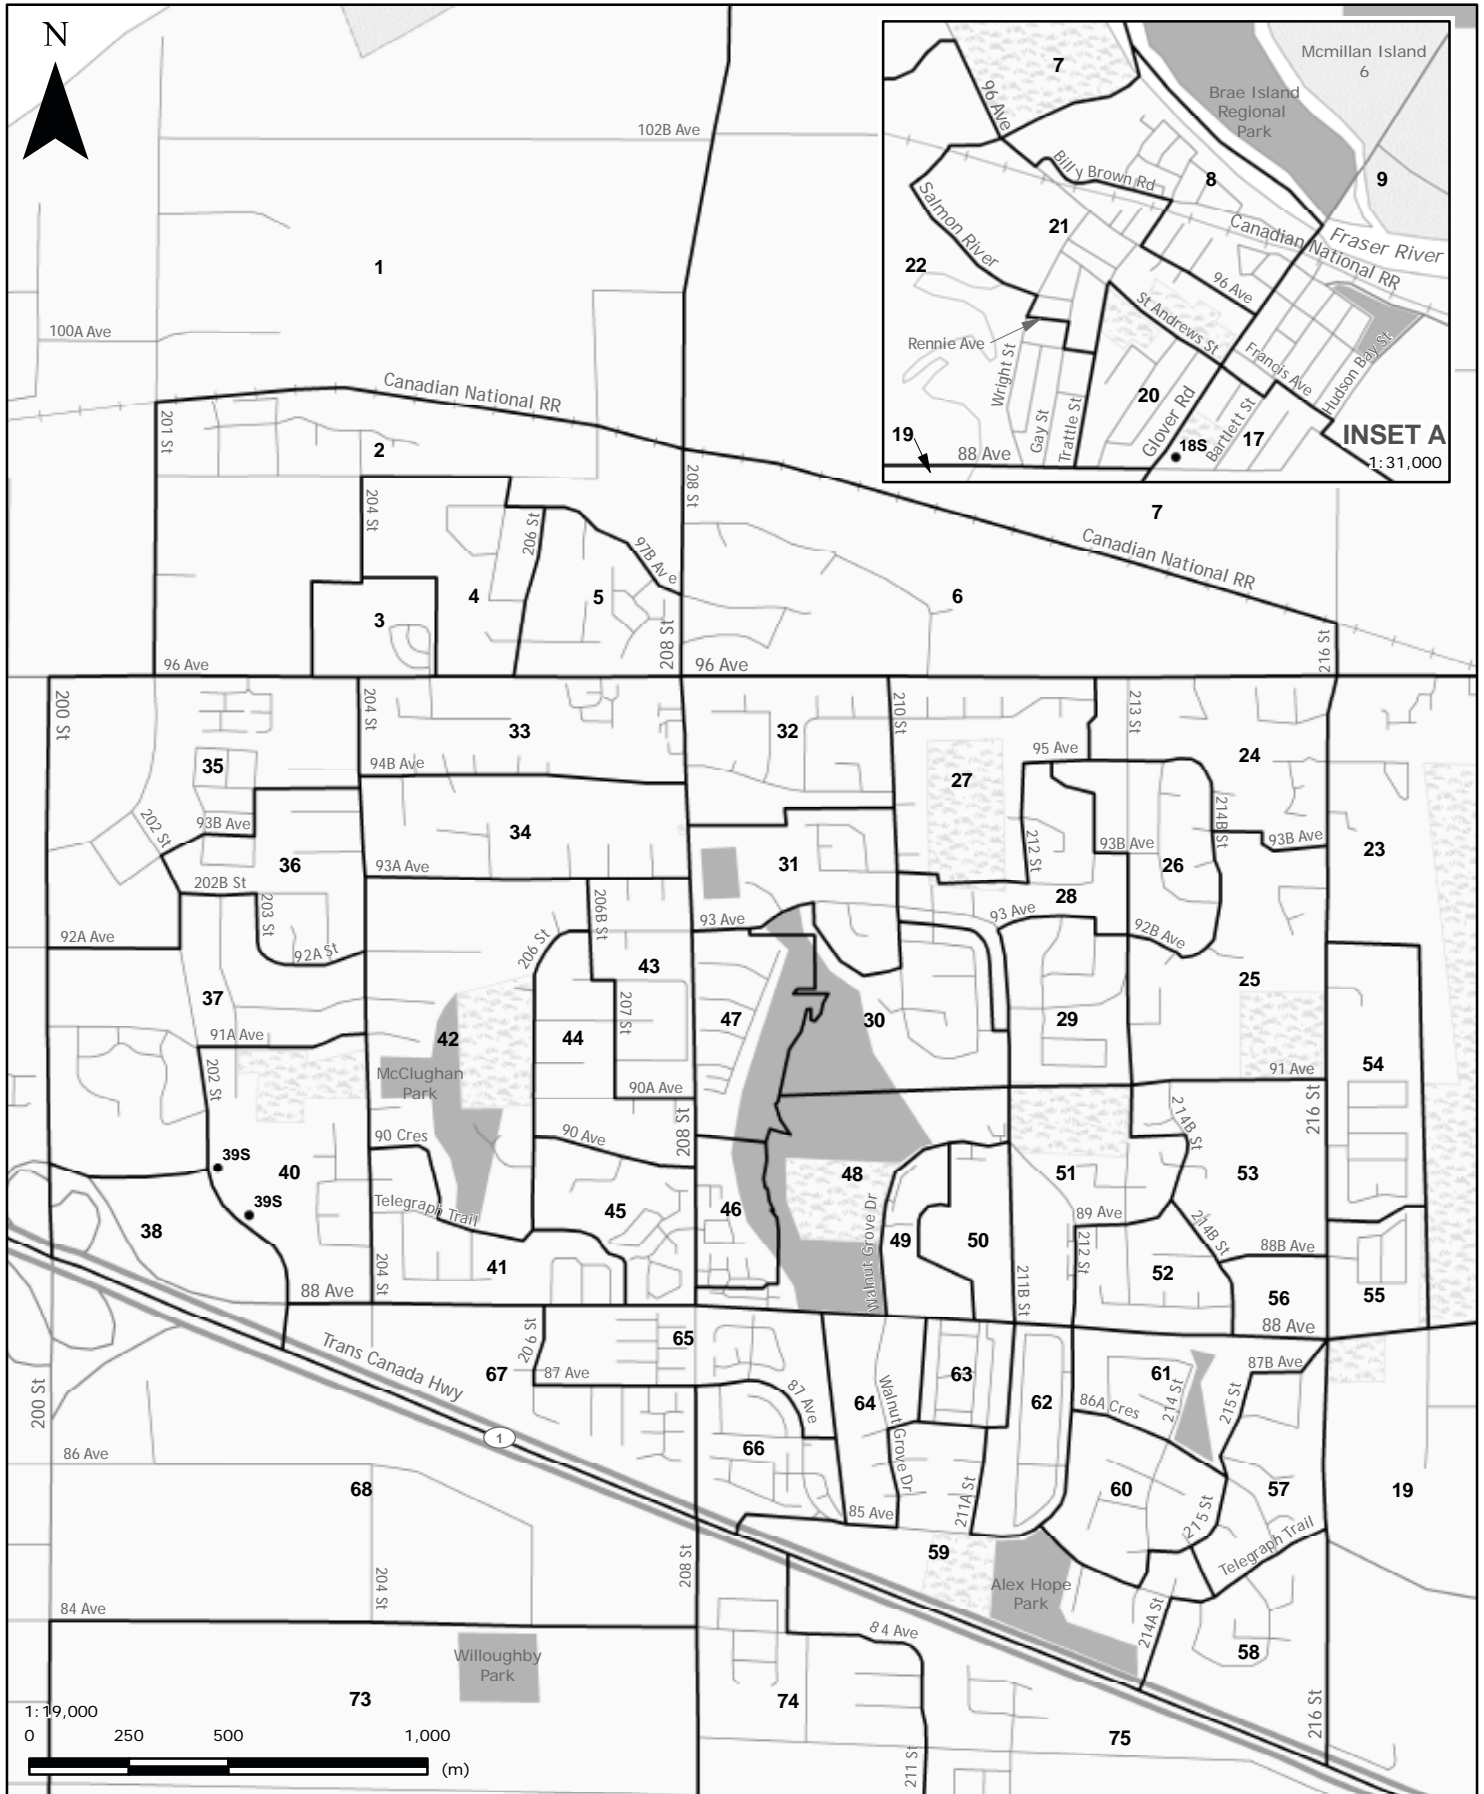 N
102B Ave
1
100A Ave
Canadian National RR
201 St
2
204 St
206 St
97B Ave
208 St
3
4
5
208 St
96 Ave
96 Ave
6
7
Canadian National RR
216 St
7
96 Ave
Mcmillan Island
6
Brae Island
Regional
Park
Billy Brown Rd
8
9
Salmon River
21
Canadian National RR
Fraser River
22
96 Ave
St Andrews St
Rennie Ave
Wright St
Gay St
Trattle St
20
Glover Rd
Francis Ave
Hudson Bay St
Bartlett St
17
18S
19
88 Ave
INSET A
1:31,000
200 St
204 St
33
32
210 St
213 St
35
94B Ave
27
95 Ave
24
202 St
93B Ave
34
214B St
212 St
93B Ave
93B Ave
23
36
93A Ave
31
26
202B St
203 St
206B St
28
93 Ave
93 Ave
92A Ave
92A St
206 St
92B Ave
43
25
37
207 St
91A Ave
42
44
47
30
29
202 St
McClughan
Park
90A Ave
91 Ave
54
90 Cres
90 Ave
208 St
214B St
216 St
39S
40
39S
48
51
53
Telegraph Trail
45
46
Walnut Grove Dr
89 Ave
38
49
50
214B St
212 St
88B Ave
41
204 St
211B St
52
88 Ave
56
55
88 Ave
Trans Canada Hwy
206 St
65
67
87 Ave
87 Ave
63
61
87B Ave
200 St
64
Walnut Grove Dr
62
86A Cres
214 St
215 St
1
66
86 Ave
68
211A St
60
57
19
85 Ave
215 St
Telegraph Trail
59
208 St
204 St
Alex Hope
Park
84 Ave
84 Ave
214A St
58
Willoughby
Park
73
74
75
211 St
216 St
1:19,000
0 250 500 1,000
(m)